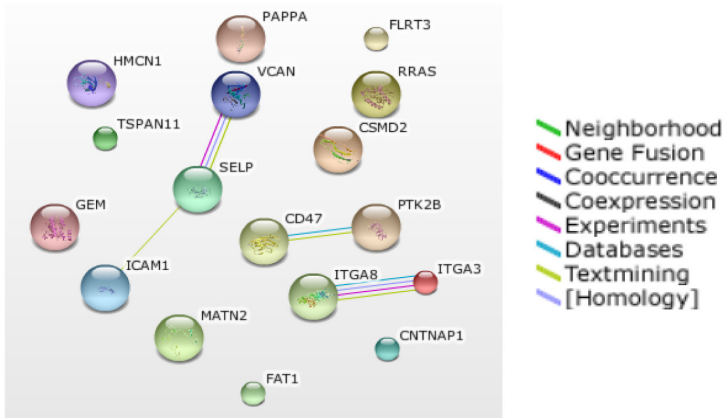 PAPPA
FLRT3
HMCN1
VCAN
RRAS
TSPAN11
CSMD2
SELP
GEM
CD47
PTK2B
ICAM1
ITGA8
ITGA3
MATN2
CNTNAP1
FAT1
Neighborhood
Gene Fusion
Cooccurrence
Coexpression
Experiments
Databases
Textmining
[Homology]